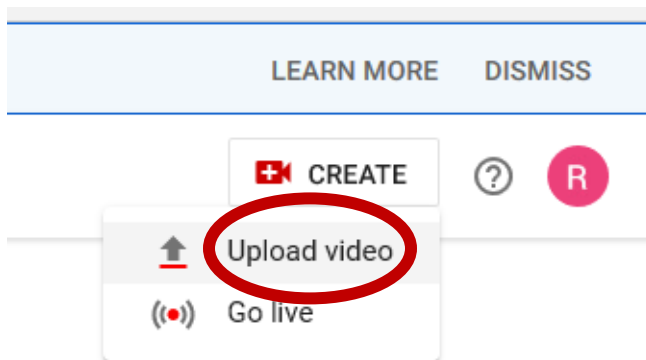 LEARN MORE DISMISS
CREATE R
Upload video
Go live